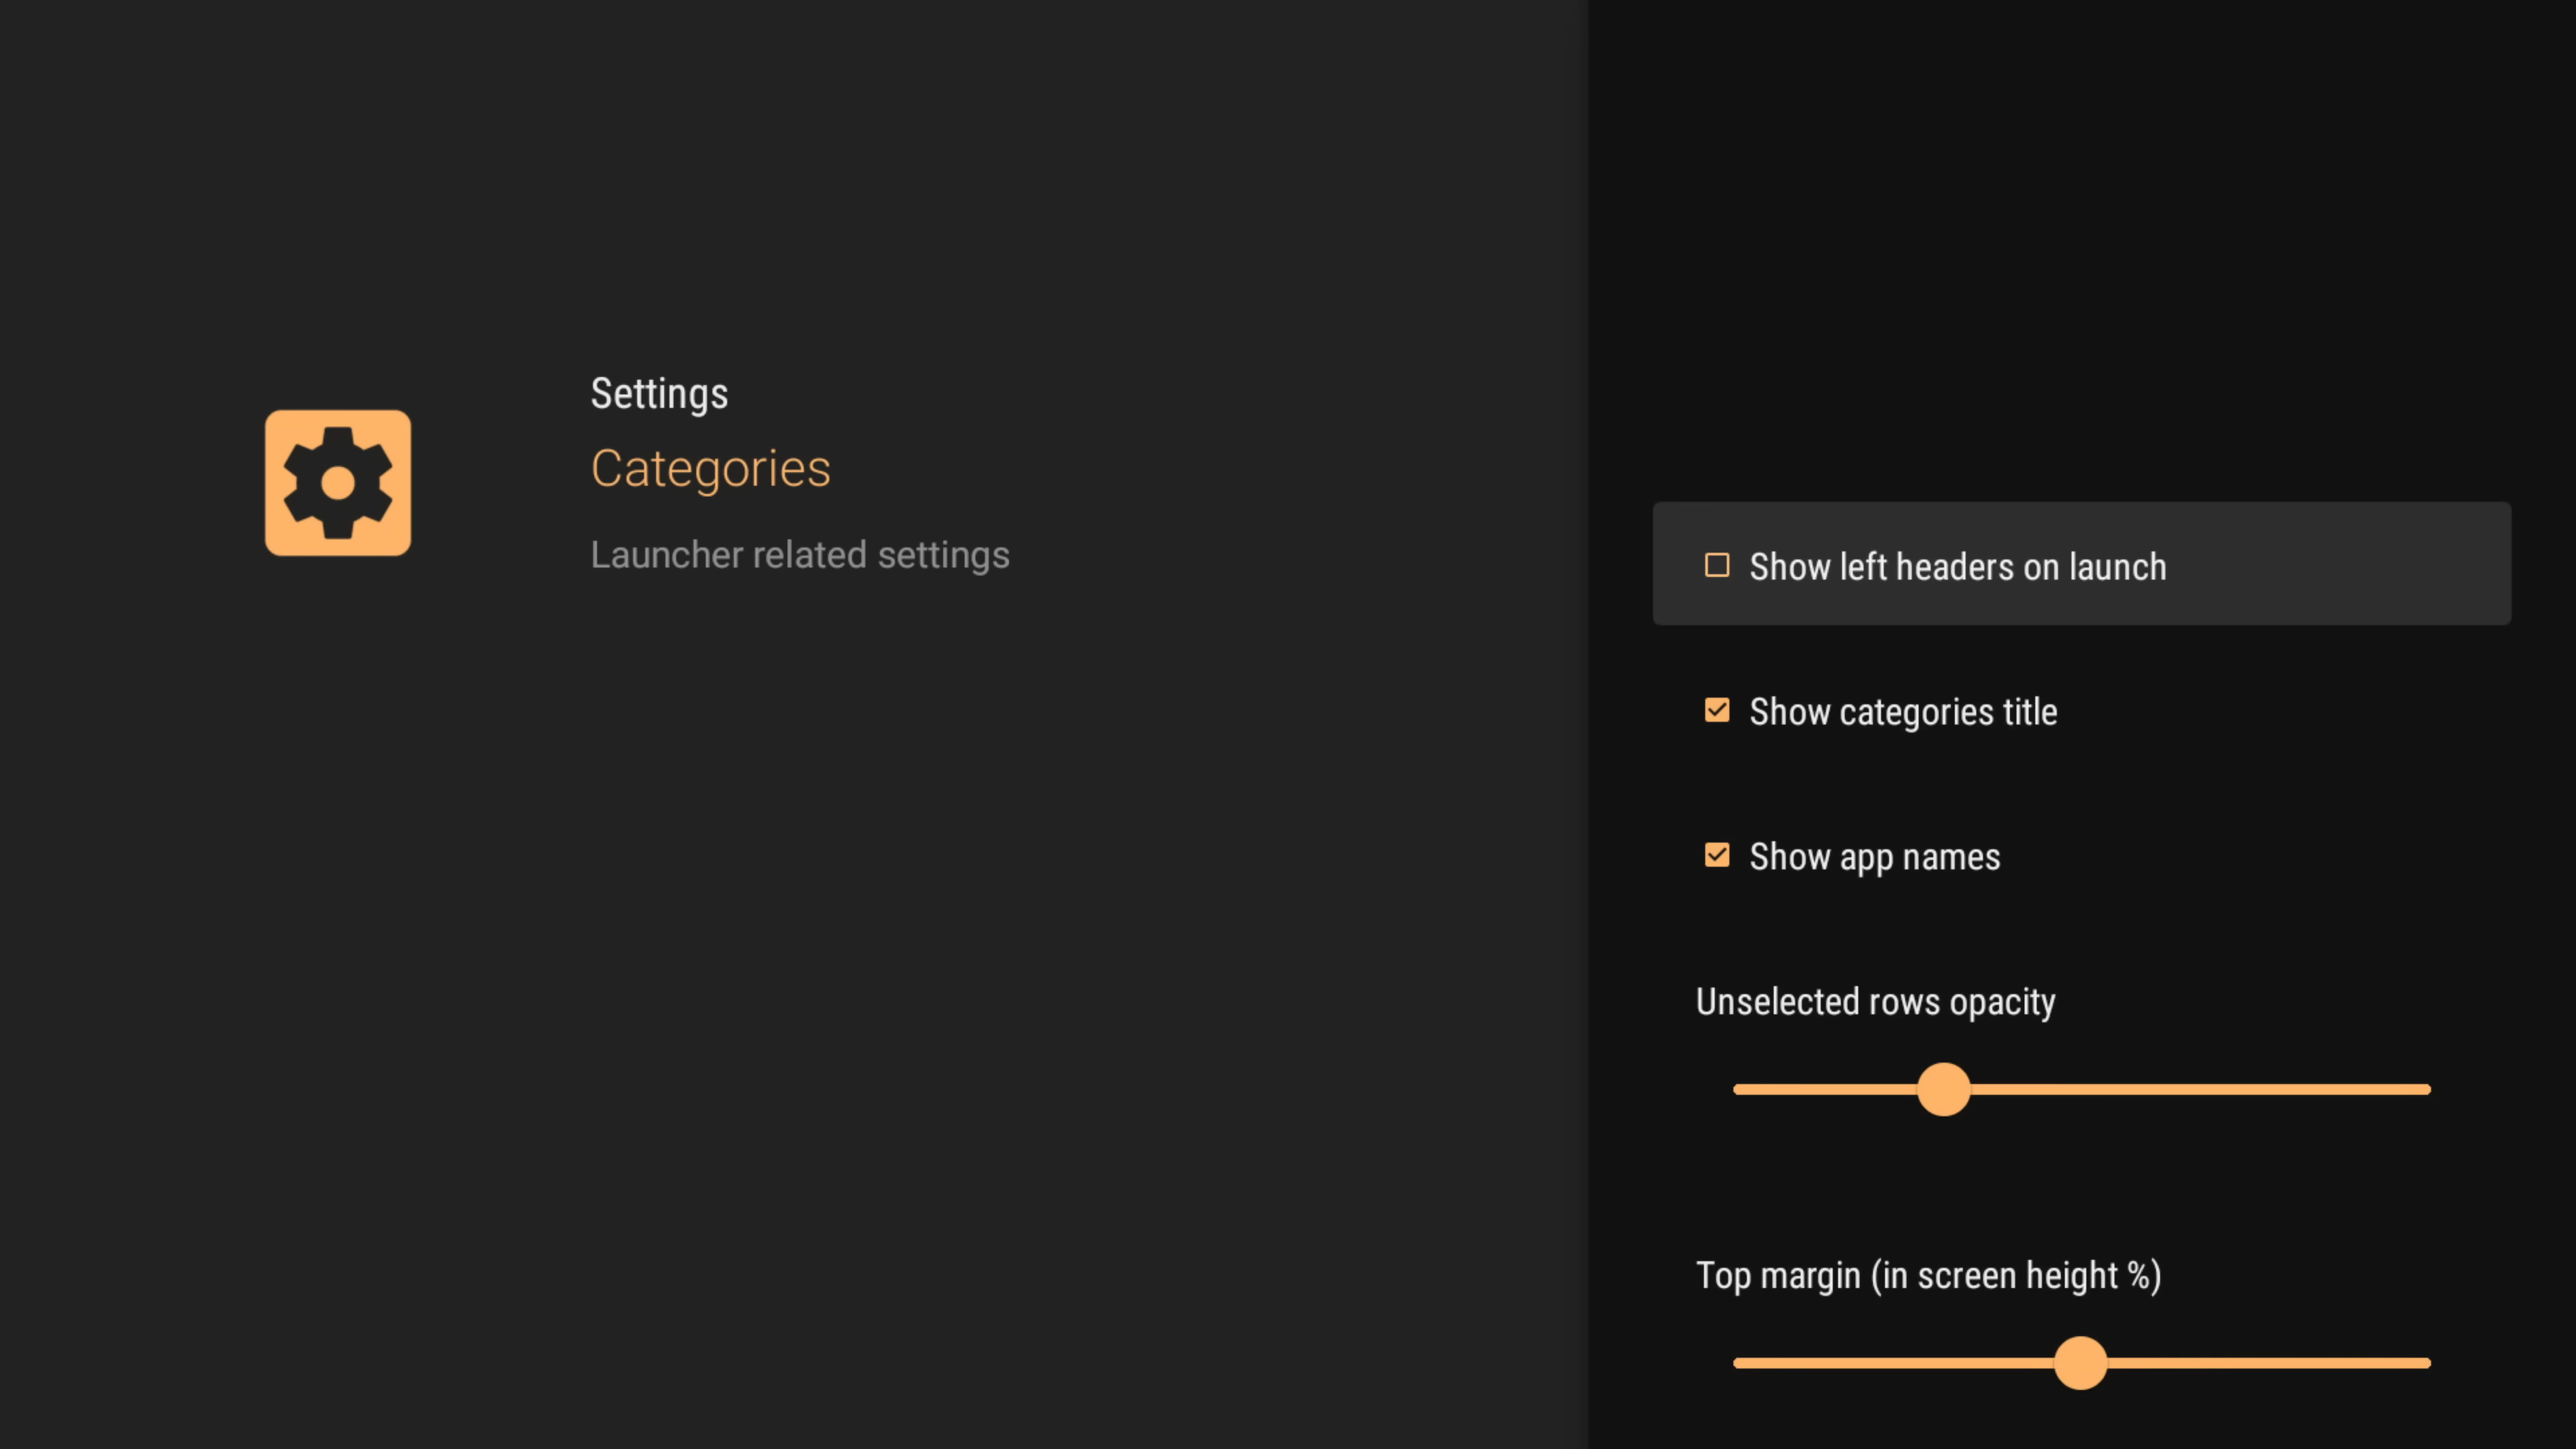 Settings
Categories
Launcher related settings
Show left headers on launch
Show categories title
Show app names
Unselected rows opacity
Top margin (in screen height %)